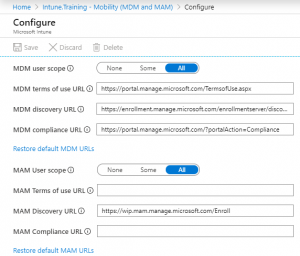 Home > Intune.Training - Mobility (MDM and MAM) > Configure
Configure
Microsoft Intune
Save Discard Delete
MDM user scope None Some All
MDM terms of use URL https://portal.manage.microsoft.com/TermsofUse.aspx
MDM discovery URL https://enrollment.manage.microsoft.com/enrollmentserver/disco...
MDM compliance URL https://portal.manage.microsoft.com/?portalAction=Compliance
Restore default MDM URLs
MAM User scope None Some All
MAM Terms of use URL
MAM Discovery URL https://wip.mam.manage.microsoft.com/Enroll
MAM Compliance URL
Restore default MAM URLs